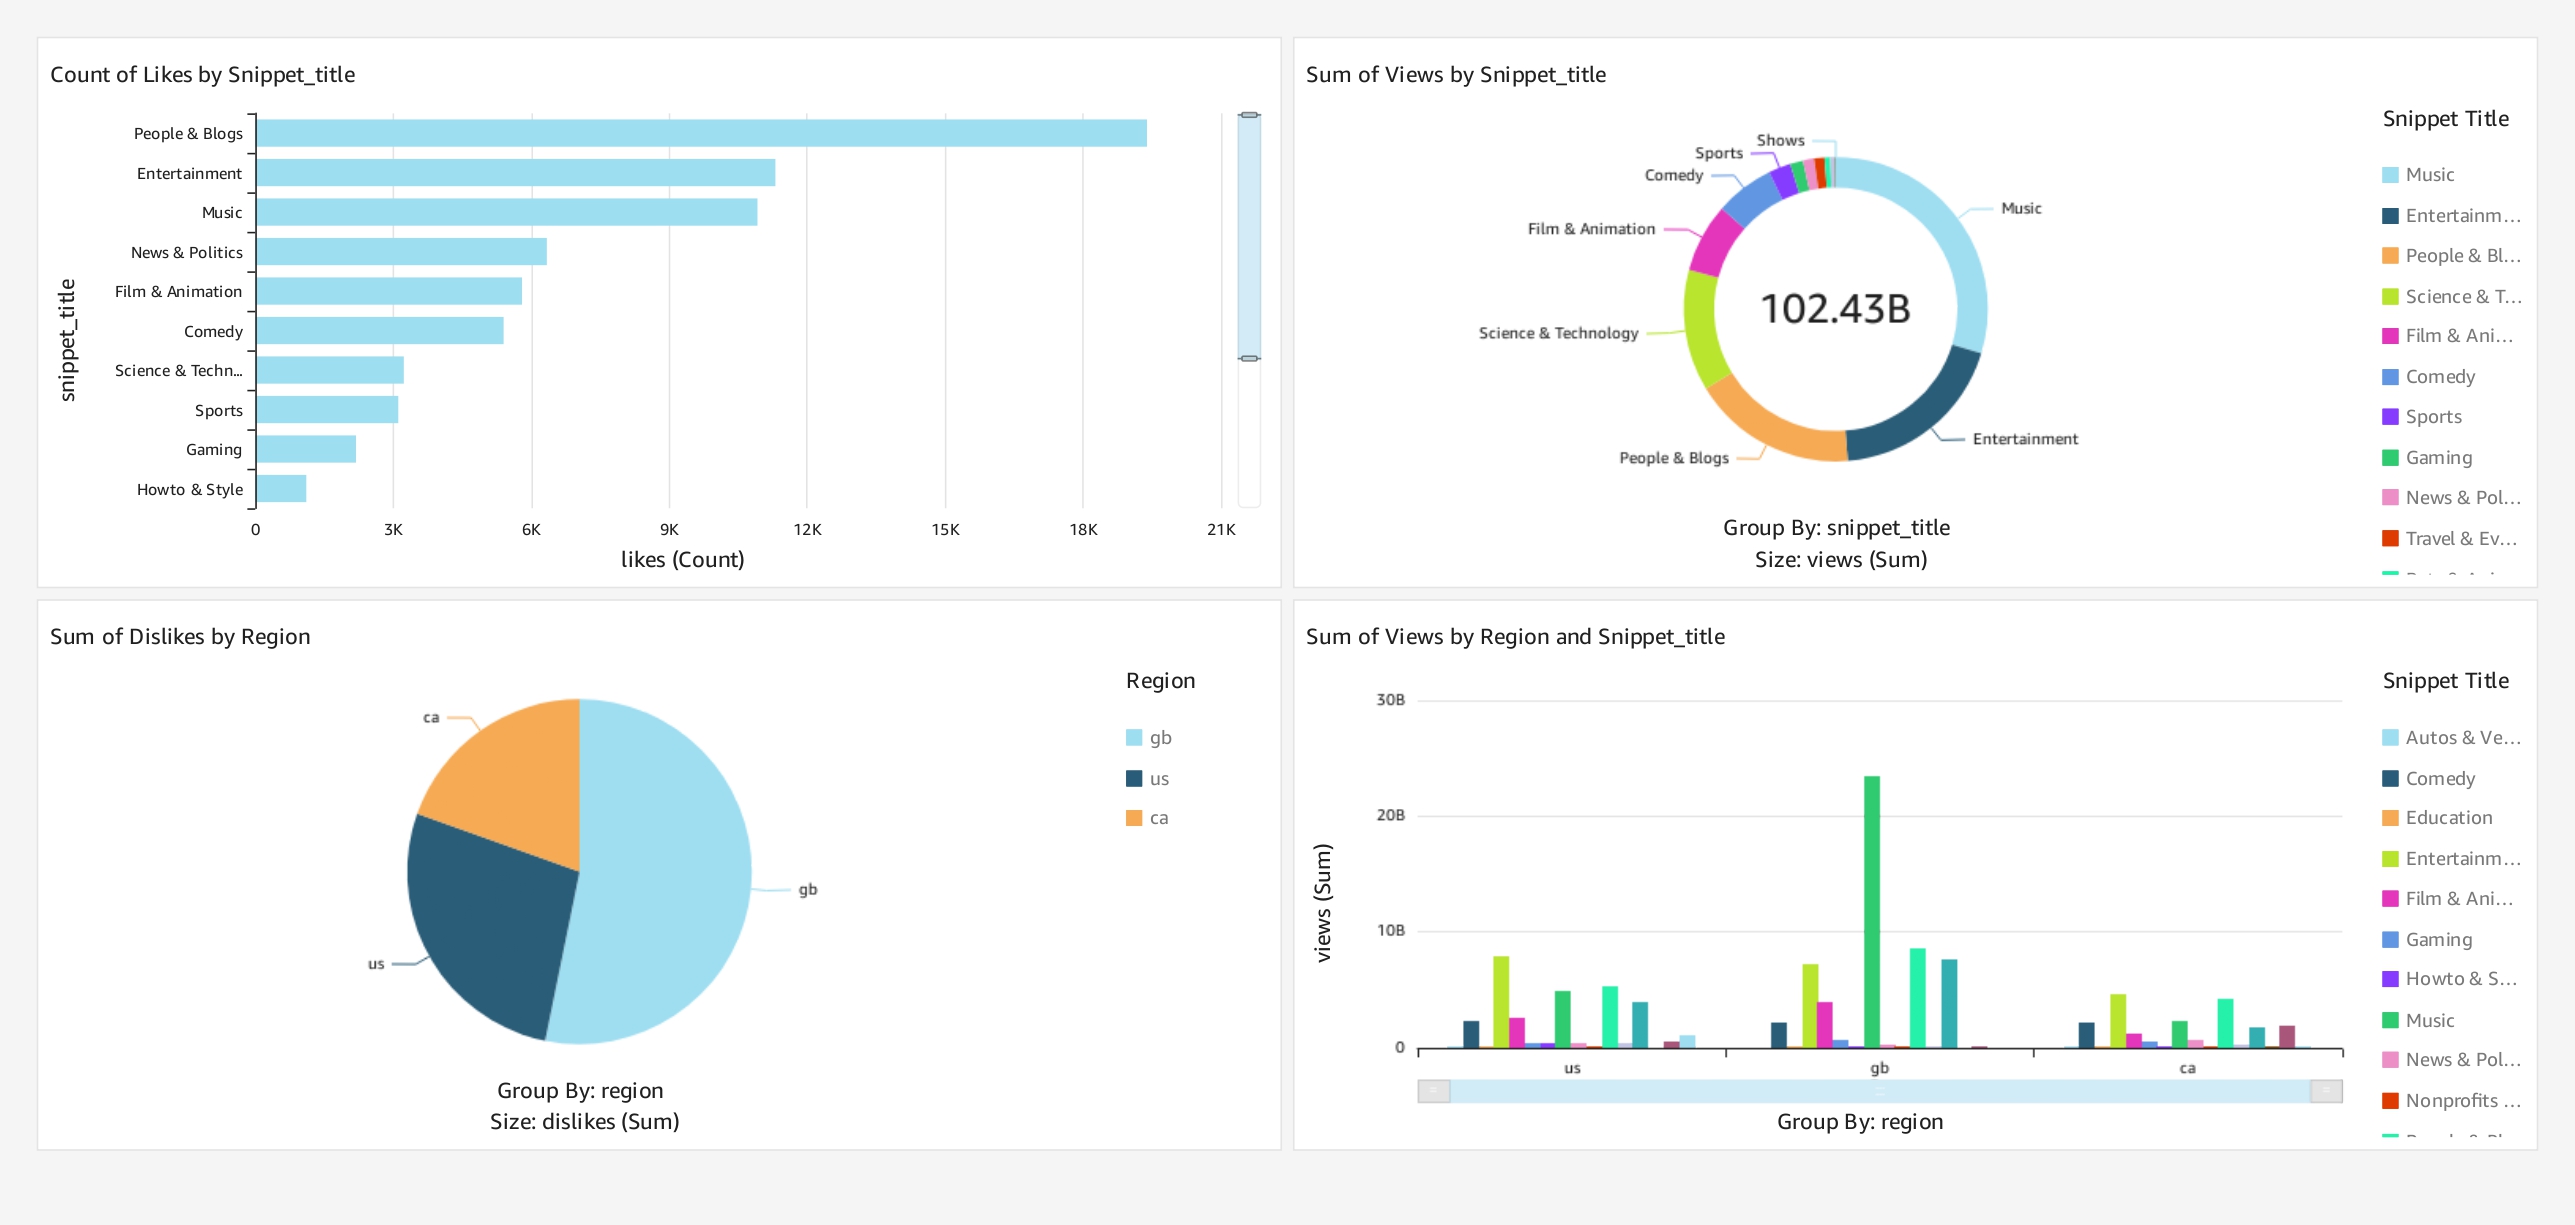 Count of Likes by Snippet_title
snippet_title
People & Blogs
Entertainment
Music
News & Politics
Film & Animation
Comedy
Science & Techn...
Sports
Gaming
Howto & Style
0 3K 6K 9K 12K 15K 18K 21K
likes (Count)
Sum of Views by Snippet_title
Shows
Sports
Comedy
Music
Film & Animation
102.43B
Science & Technology
Entertainment
People & Blogs
Group By: snippet_title
Size: views (Sum)
Snippet Title
Music
Entertainm...
People & Bl...
Science & T...
Film & Ani...
Comedy
Sports
Gaming
News & Pol...
Travel & Ev...
Sum of Dislikes by Region
ca
gb
us
Group By: region
Size: dislikes (Sum)
Region
gb
us
ca
Sum of Views by Region and Snippet_title
views (Sum)
30B
20B
10B
0
us gb ca
Group By: region
Snippet Title
Autos & Ve...
Comedy
Education
Entertainm...
Film & Ani...
Gaming
Howto & S...
Music
News & Pol...
Nonprofits ...